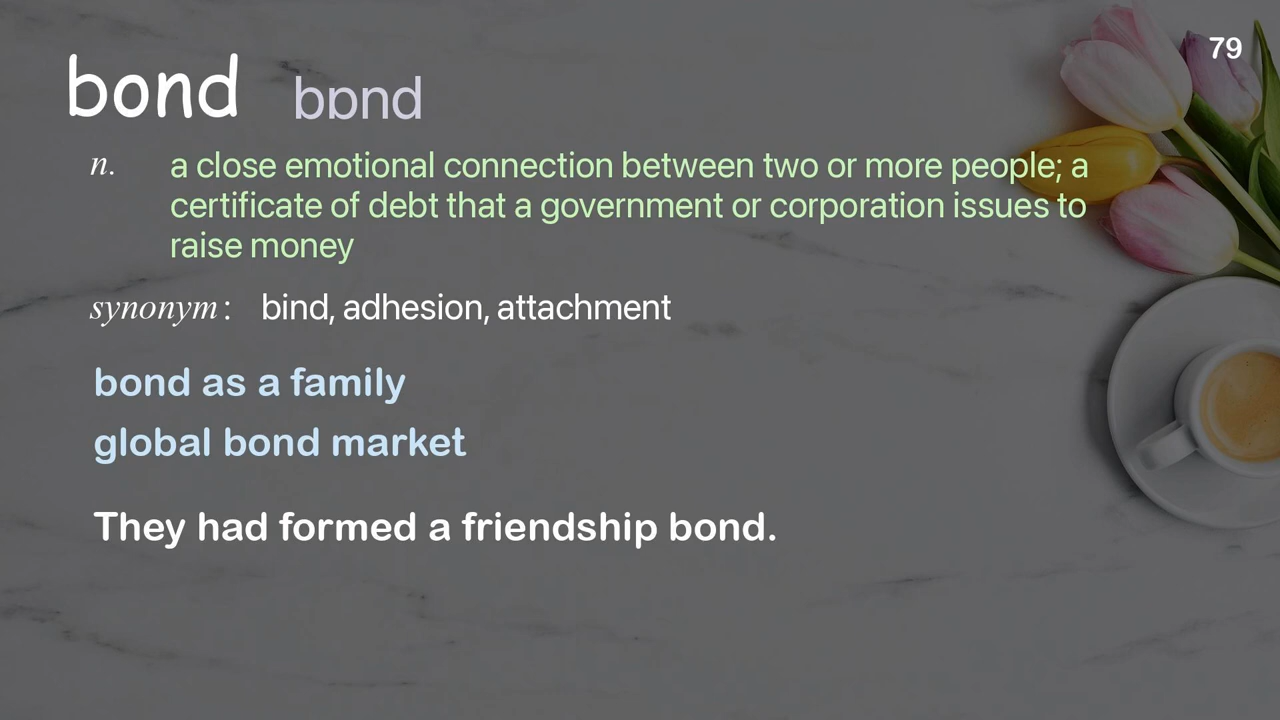 79
bond bɒnd
n. a close emotional connection between two or more people; a
certificate of debt that a government or corporation issues to
raise money
synonym: bind, adhesion, attachment
bond as a family
global bond market
They had formed a friendship bond.